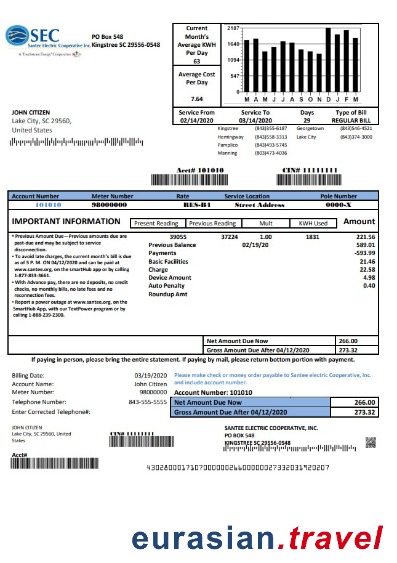 SEC
Santee Electric Cooperative Inc.
A Touchstone Energy Cooperative
PO Box 548
Kingstree SC 29556-0548
Current
Month's
Average KWH
Per Day
63
Average Cost
Per Day
7.64
2187
1640
1094
547
0
M A M J J A S O N D J F M
JOHN CITIZEN
Lake City, SC 29560,
United States
Service From Service To Days Type of Bill
02/14/2020 03/14/2020 29 REGULAR BILL
Kingstree (843)355-6187 Georgetown (843)546-4521
Hemingway (843)558-3333 Lake City (843)374-3000
Pamplico (843)493-5745
Manning (803)473-4036
Acct# 101010 CIN# 11111111
Account Number Meter Number Rate Service Location Pole Number
101010 98000000 RES-B1 Street Address 0000-X
IMPORTANT INFORMATION Present Reading Previous Reading Mult KWH Used Amount
• Previous Amount Due—Previous amounts due are past-due and may be subject to service disconnection.
• To avoid late charges, the current month's bill is due as of 5 P. M. ON 04/12/2020 and can be paid at www.santee.org, on the smartHub App or by calling 1-877-833-3661.
• With Advance pay, there are no deposits, no credit checks, no monthly bills, no late fees and no reconnection fees.
• Report a power outage at www.santee.org, on the SmartHub App, with our TextPower program or by calling 1-888-239-2300.
39055 37224 1.00 1831 221.56
Previous Balance 02/19/20 589.01
Payments -593.99
Basic Facilities 21.46
Charge 22.58
Device Amount 4.98
Auto Penalty 0.40
Roundup Amt
Net Amount Due Now 266.00
Gross Amount Due After 04/12/2020 273.32
If paying in person, please bring the entire statement. If paying by mail, please return bottom portion with payment.
Billing Date: 03/19/2020
Account Name: John Citizen
Meter Number: 98000000
Telephone Number: 843-555-5555
Enter Corrected Telephone#:
Please make check or money order payable to Santee electric Cooperative, Inc.
and include account number.
Account Number: 101010
Net Amount Due Now 266.00
Gross Amount Due After 04/12/2020 273.32
JOHN CITIZEN
Lake City, SC 29560, United
States
CIN# 11111111
SANTEE ELECTRIC COOPERATIVE, INC.
PO BOX 548
KINGSTREE SC 29556-0548
Acct#
eurasian.travel